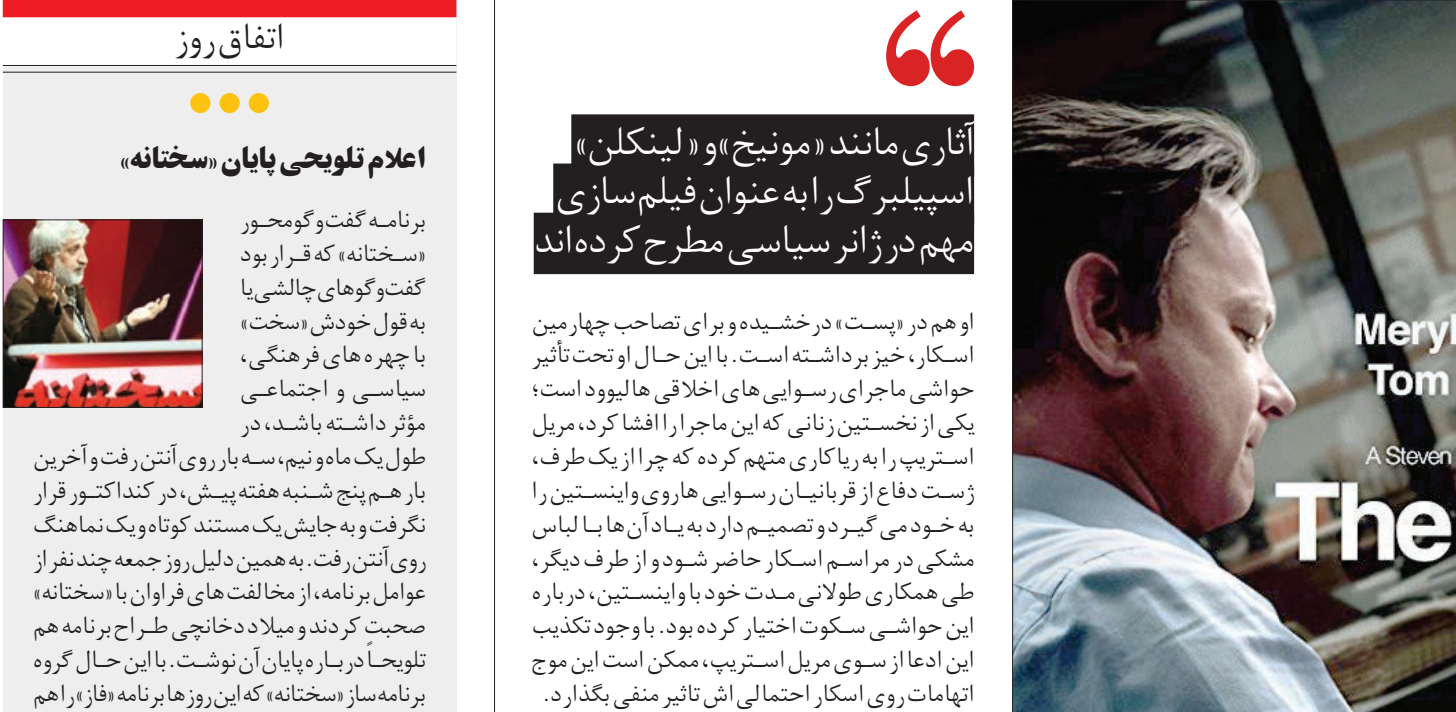 Meryl
Tom
A Steven
The
آثاری مانند «مونیخ» و «لینکلن»
اسپیلبرگ را به عنوان فیلم‌سازی
مهم در ژانر سیاسی مطرح کرده‌اند
او هم در «پست» درخشیده و برای تصاحب چهارمین
اسکار، خیز برداشته است. با این حال او تحت تأثیر
حواشی ماجرای رسوایی های اخلاقی هالیوود است؛
یکی از نخستین زنانی که این ماجرا را افشا کرد، مریل
استریپ را به ریاکاری متهم کرده که چرا از یک طرف،
ژست دفاع از قربانیان رسوایی هاروی واینستین را
به خود می گیرد و تصمیم دارد به یاد آن ها با لباس
مشکی در مراسم اسکار حاضر شود و از طرف دیگر،
طی همکاری طولانی مدت خود با واینستین، درباره
این حواشی سکوت اختیار کرده بود. با وجود تکذیب
این ادعا از سوی مریل استریپ، ممکن است این موج
اتهامات روی اسکار احتمالی اش تاثیر منفی بگذارد.
اتفاق روز
اعلام تلویحی پایان «سختانه»
برنامه گفت‌وگومحور
«سختانه» که قرار بود
گفت‌وگوهای چالشی یا
به قول خودش «سخت»
با چهره های فرهنگی،
سیاسی و اجتماعی
مؤثر داشته باشد، در
طول یک ماه و نیم، سه بار روی آنتن رفت و آخرین
بار هم پنج شنبه هفته پیش، در کنداکتور قرار
نگرفت و به جایش یک مستند کوتاه و یک نماهنگ
روی آنتن رفت. به همین دلیل روز جمعه چند نفر از
عوامل برنامه، از مخالفت های فراوان با «سختانه»
صحبت کردند و میلاد دخانچی طراح برنامه هم
تلویحاً درباره پایان آن نوشت. با این حال گروه
برنامه‌ساز «سختانه» که این روزها برنامه «فاز» را هم
سختانه